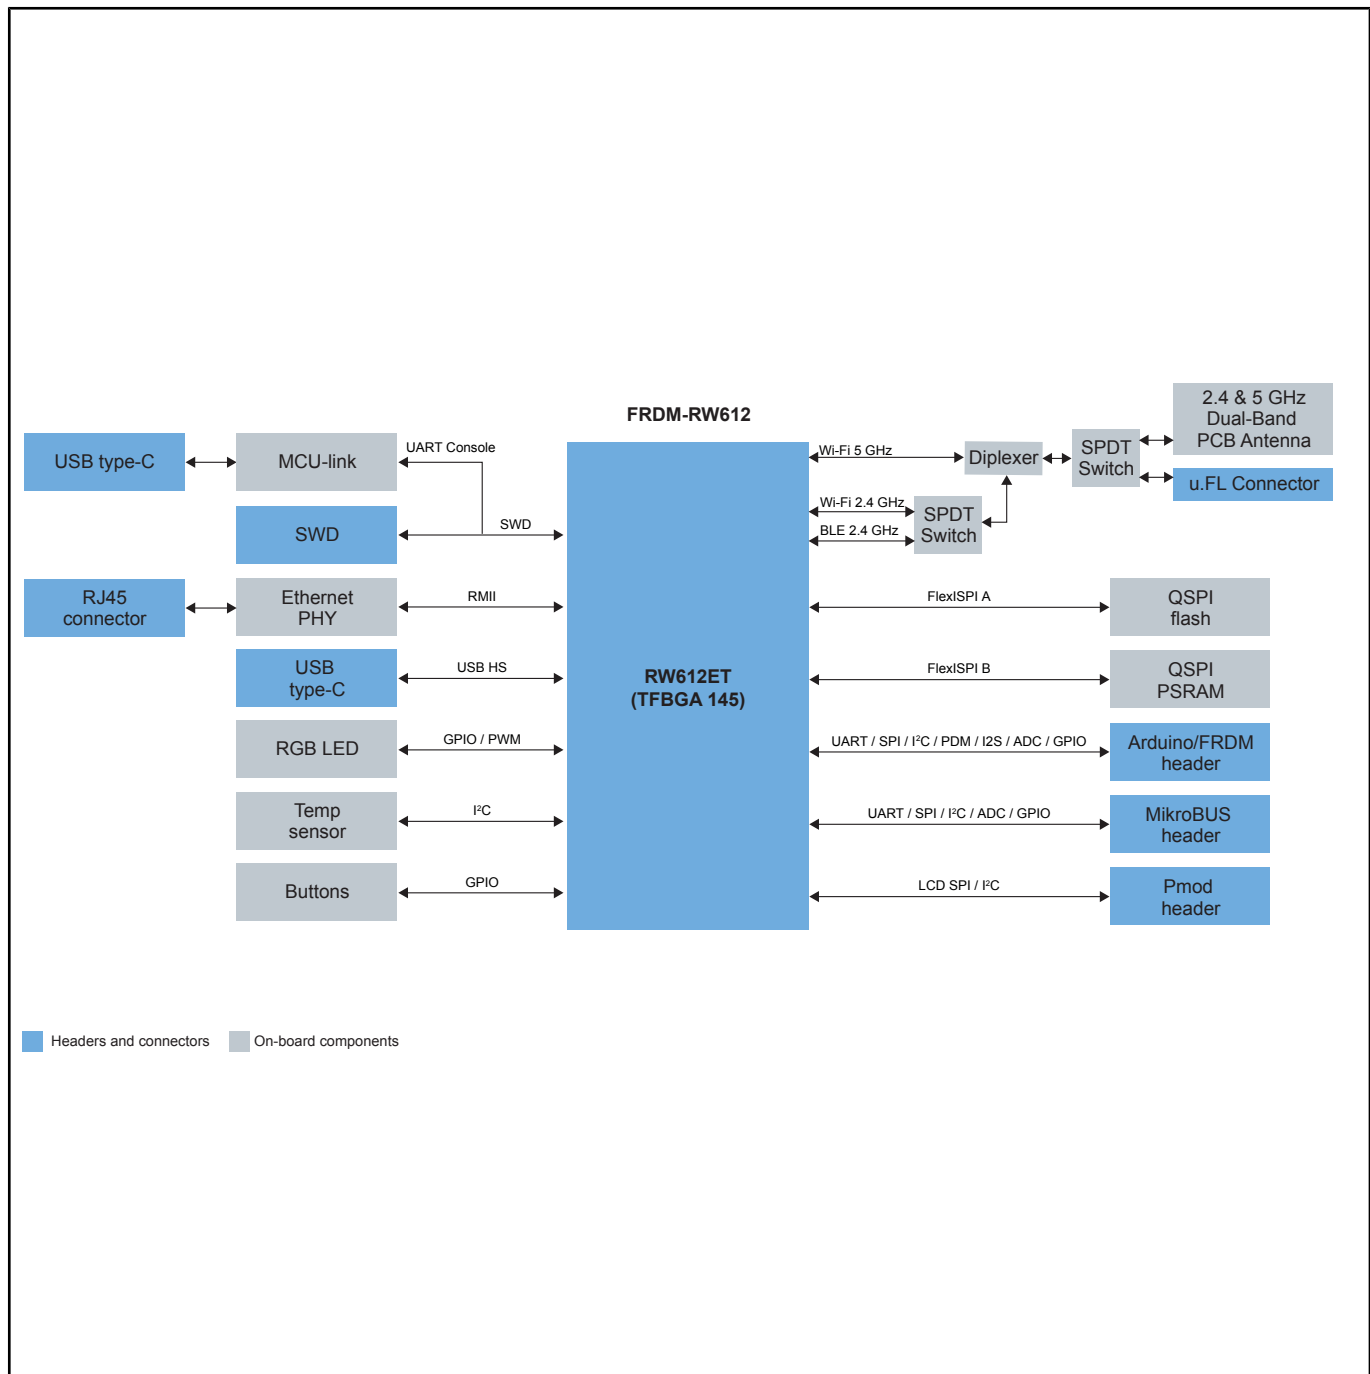 FRDM-RW612
USB type-C
MCU-link
UART Console
SWD
SWD
RJ45
connector
Ethernet
PHY
RMII
USB
type-C
USB HS
RGB LED
GPIO / PWM
Temp
sensor
I²C
Buttons
GPIO
RW612ET
(TFBGA 145)
Wi-Fi 5 GHz
Diplexer
SPDT
Switch
2.4 & 5 GHz
Dual-Band
PCB Antenna
u.FL Connector
Wi-Fi 2.4 GHz
BLE 2.4 GHz
SPDT
Switch
FlexISPI A
QSPI
flash
FlexISPI B
QSPI
PSRAM
UART / SPI / I²C / PDM / I2S / ADC / GPIO
Arduino/FRDM
header
UART / SPI / I²C / ADC / GPIO
MikroBUS
header
LCD SPI / I²C
Pmod
header
Headers and connectors
On-board components